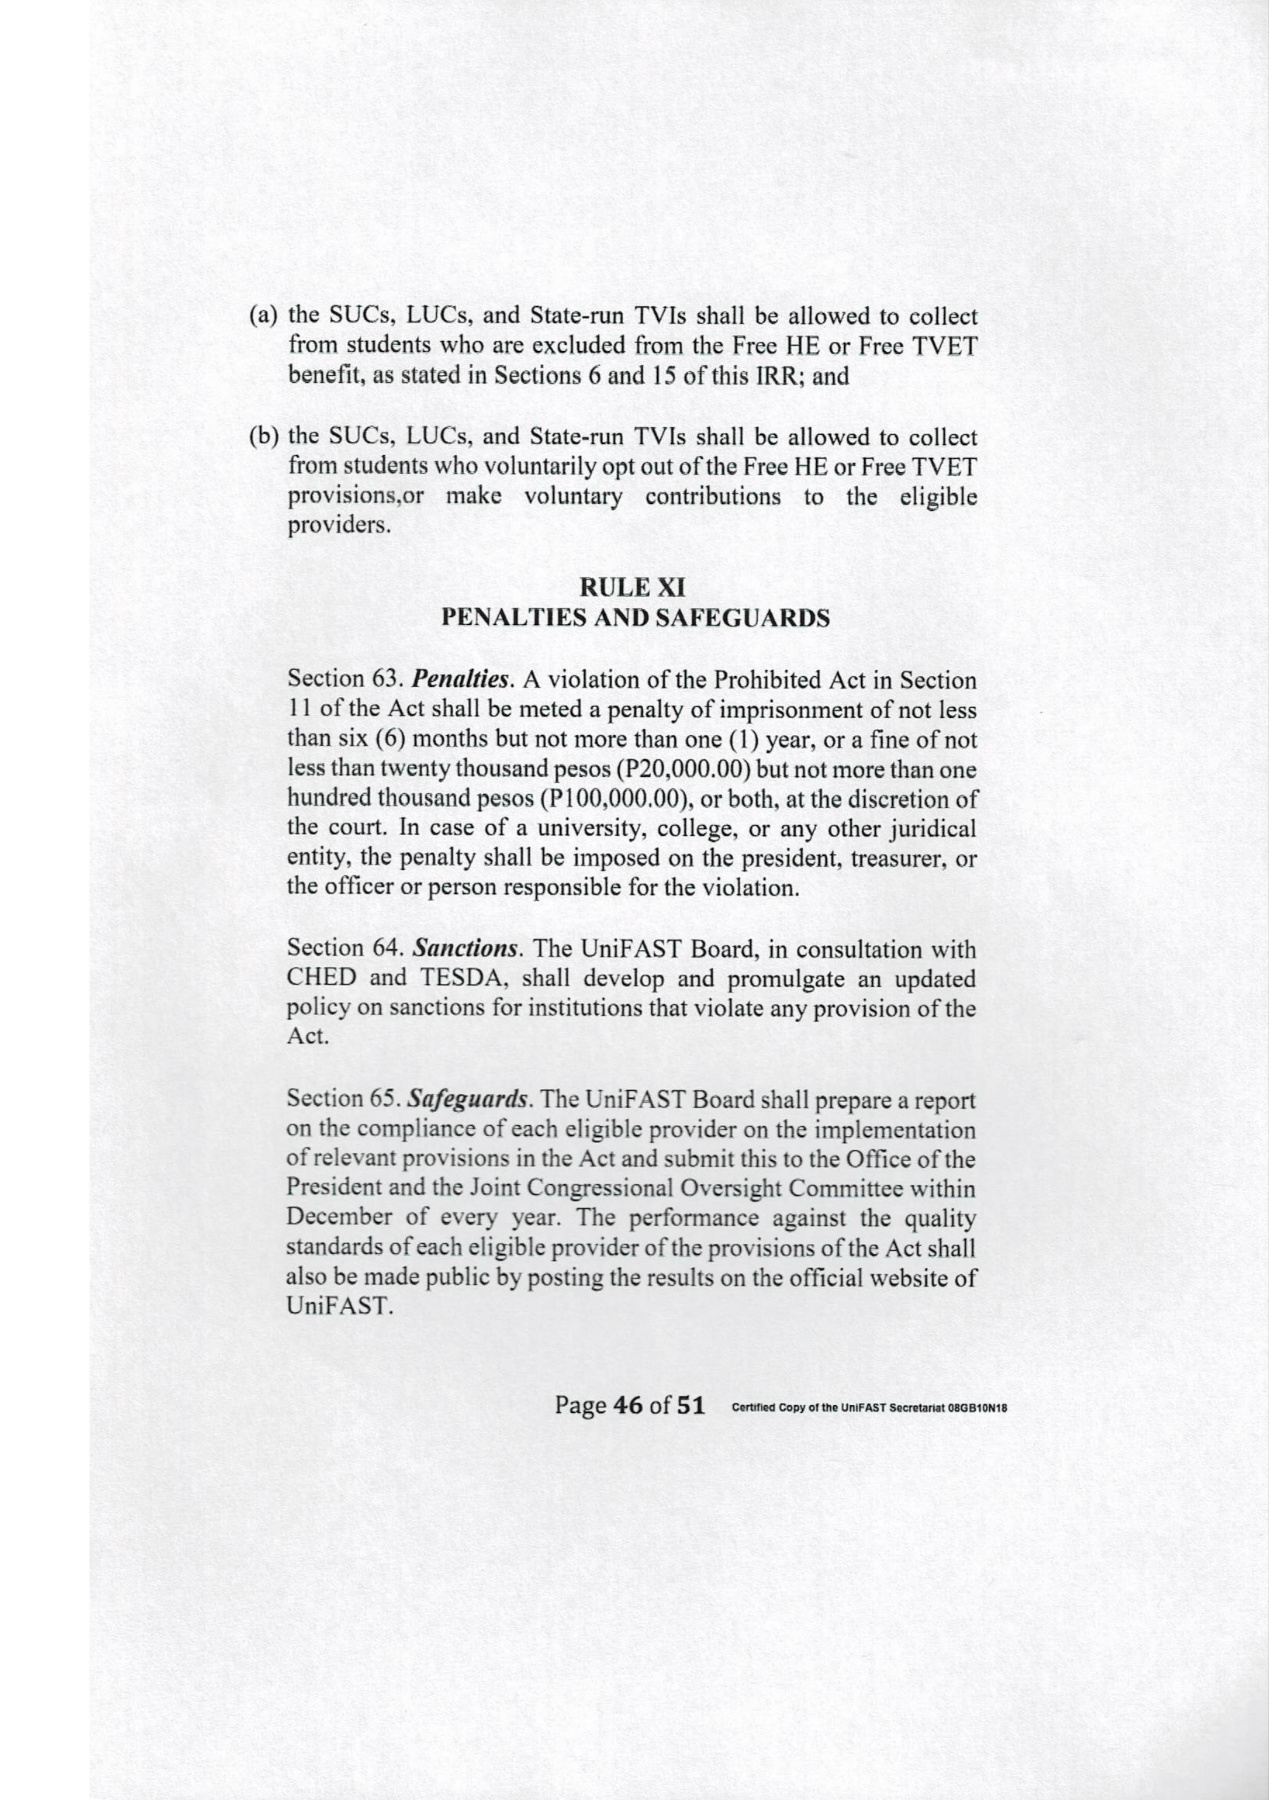 (a) the SUCs, LUCs, and State-run TVIs shall be allowed to collect
from students who are excluded from the Free HE or Free TVET
benefit, as stated in Sections 6 and 15 of this IRR; and
(b) the SUCs, LUCs, and State-run TVIs shall be allowed to collect
from students who voluntarily opt out of the Free HE or Free TVET
provisions,or make voluntary contributions to the eligible
providers.
RULE XI
PENALTIES AND SAFEGUARDS
Section 63. Penalties. A violation of the Prohibited Act in Section
11 of the Act shall be meted a penalty of imprisonment of not less
than six (6) months but not more than one (1) year, or a fine of not
less than twenty thousand pesos (P20,000.00) but not more than one
hundred thousand pesos (P100,000.00), or both, at the discretion of
the court. In case of a university, college, or any other juridical
entity, the penalty shall be imposed on the president, treasurer, or
the officer or person responsible for the violation.
Section 64. Sanctions. The UniFAST Board, in consultation with
CHED and TESDA, shall develop and promulgate an updated
policy on sanctions for institutions that violate any provision of the
Act.
Section 65. Safeguards. The UniFAST Board shall prepare a report
on the compliance of each eligible provider on the implementation
of relevant provisions in the Act and submit this to the Office of the
President and the Joint Congressional Oversight Committee within
December of every year. The performance against the quality
standards of each eligible provider of the provisions of the Act shall
also be made public by posting the results on the official website of
UniFAST.
Page 46 of 51 Certified Copy of the UniFAST Secretariat 08GB10N18